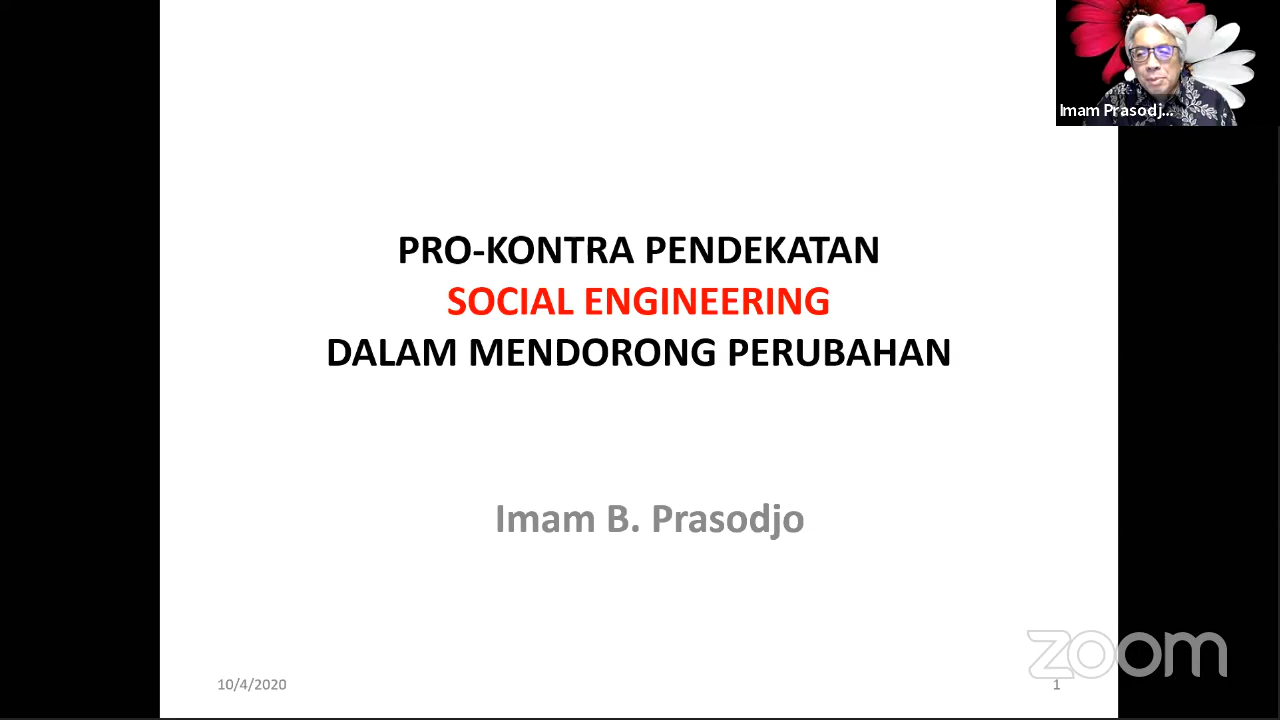 Imam Prasodj...
PRO-KONTRA PENDEKATAN
SOCIAL ENGINEERING
DALAM MENDORONG PERUBAHAN
Imam B. Prasodjo
zoom
10/4/2020
1